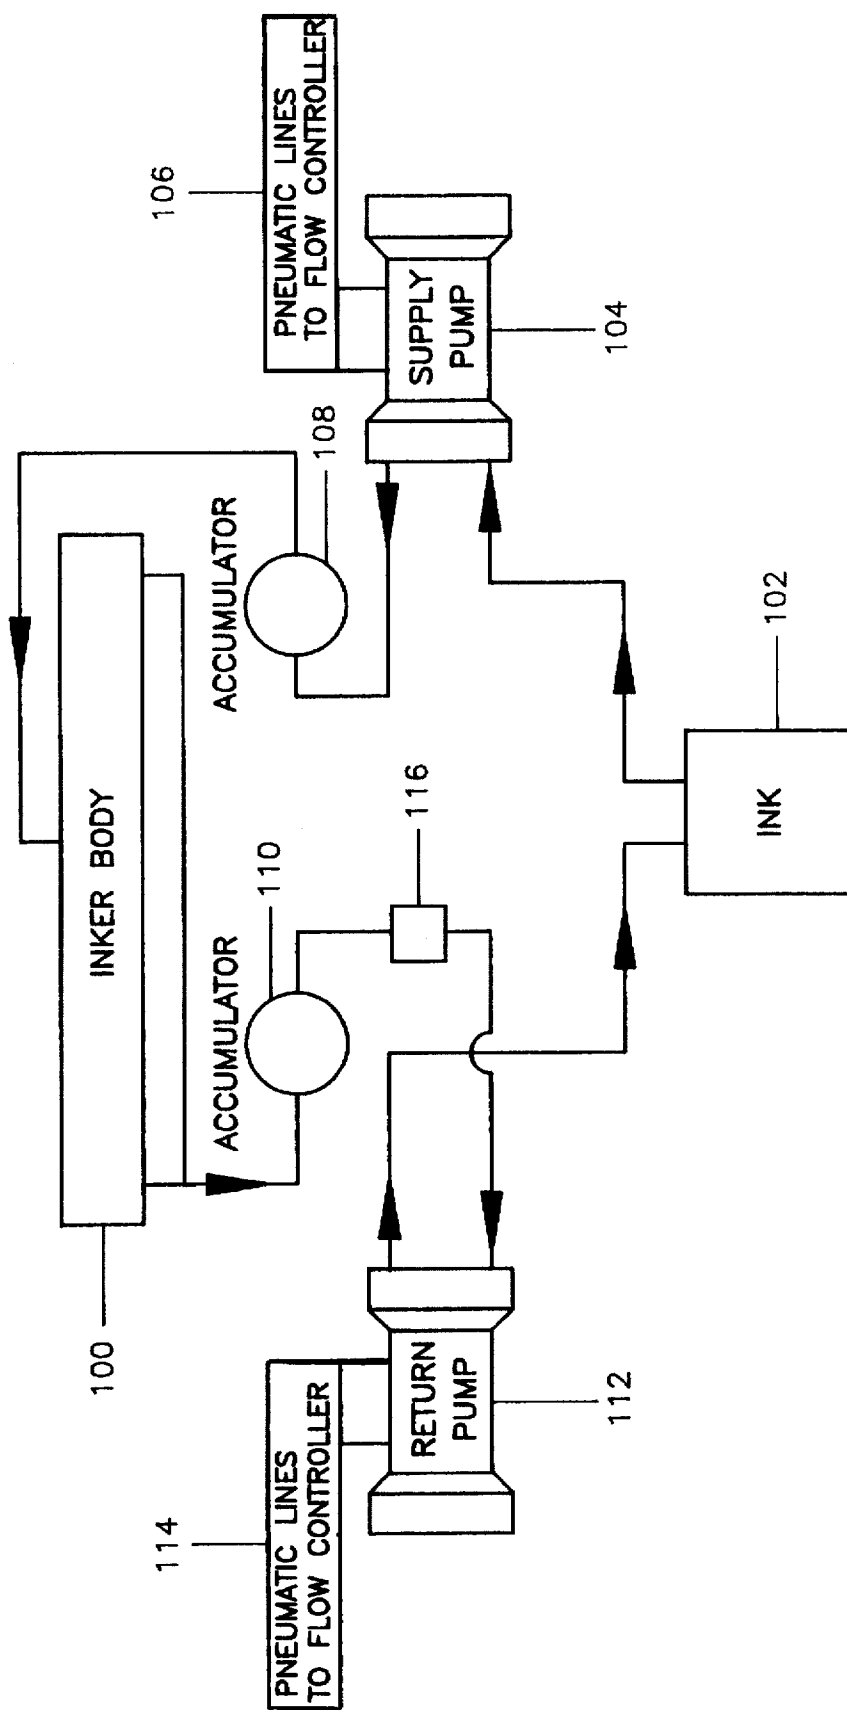 100
INKER BODY
114
PNEUMATIC LINES
TO FLOW CONTROLLER
ACCUMULATOR
110
ACCUMULATOR
108
PNEUMATIC LINES
TO FLOW CONTROLLER
106
116
RETURN
PUMP
112
SUPPLY
PUMP
104
INK
102